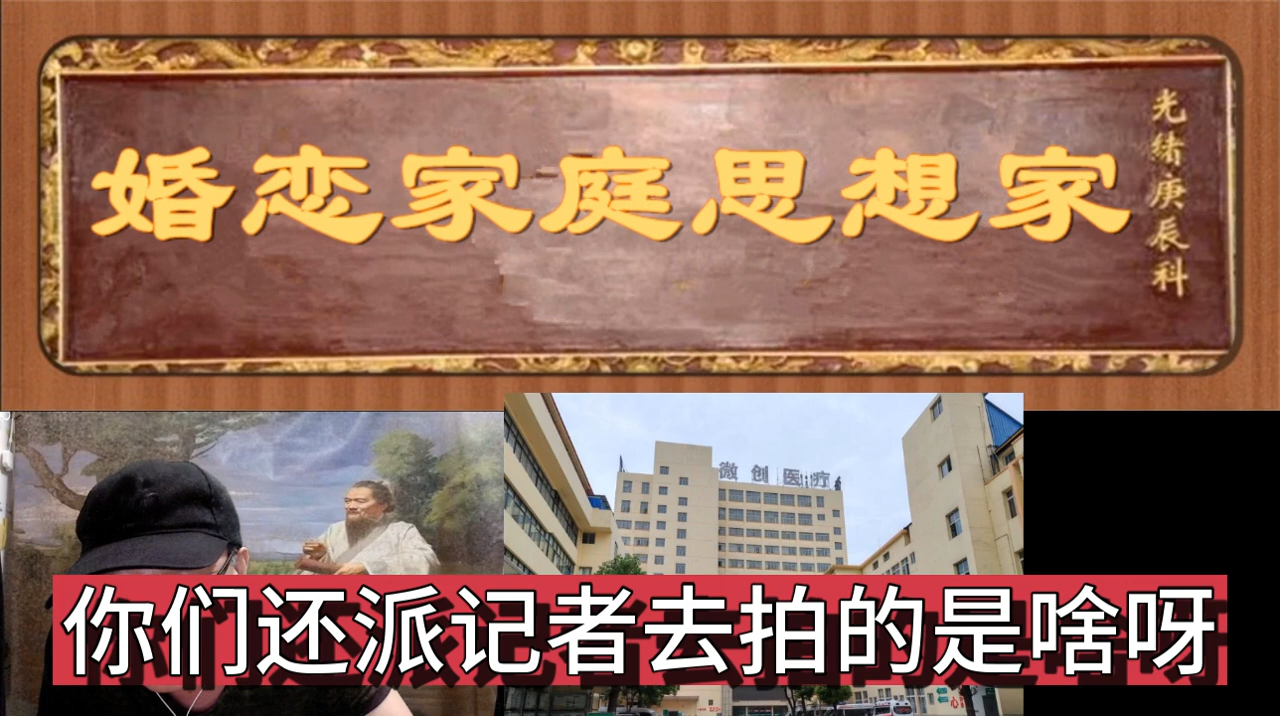 婚恋家庭思想家
光绪庚辰科
微创医疗
你们还派记者去拍的是啥呀